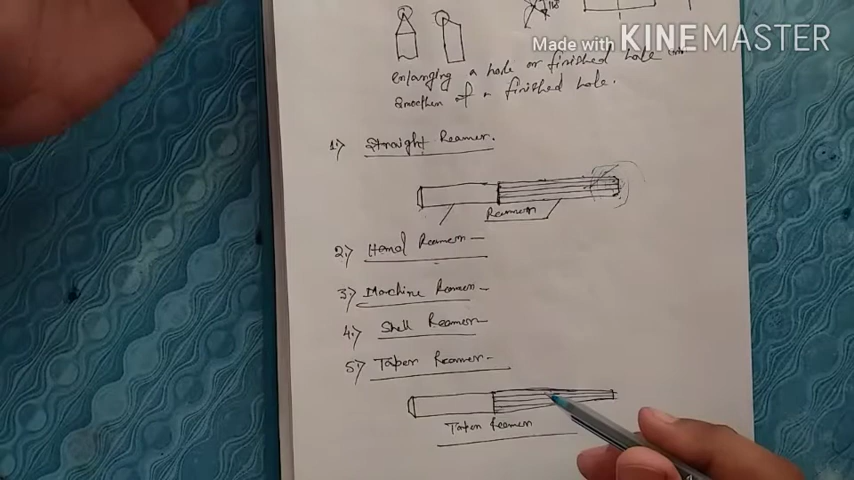 Made with KINEMASTER
enlarging a hole or finished hole
Smoothen of a finished hole.
1.) Straight Reamer.
Reamer
2.) Hand Reamer-
3.) Machine Reamer-
4.) Shell Reamer-
5.) Taper Reamer-
Taper Reamer